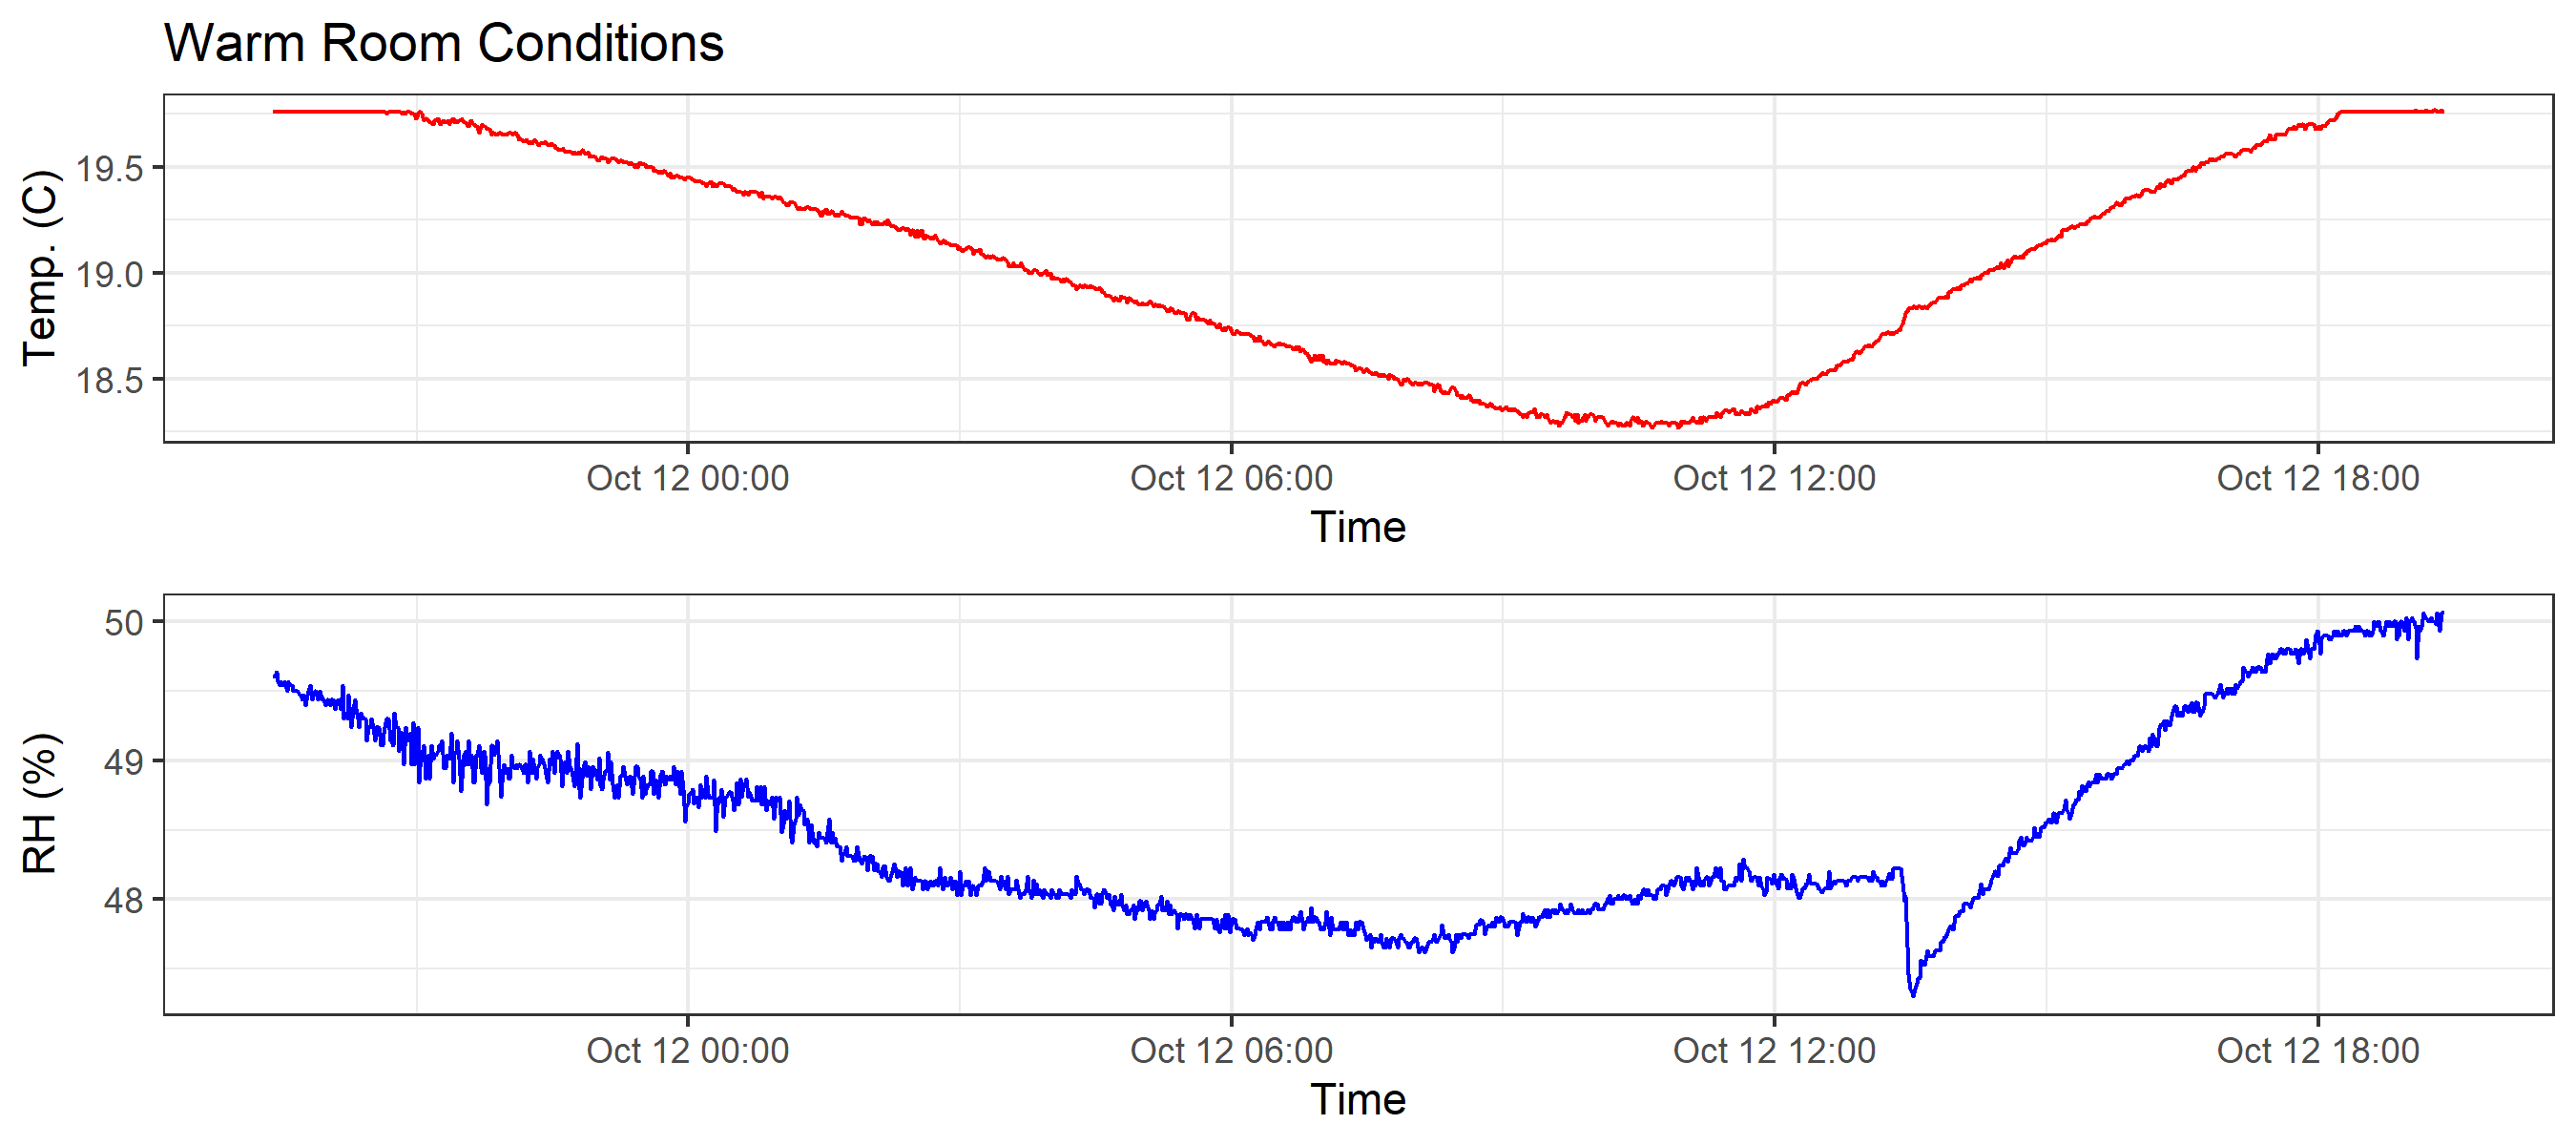 Warm Room Conditions
Temp. (C)
19.5
19.0
18.5
Oct 12 00:00 Oct 12 06:00 Oct 12 12:00 Oct 12 18:00
Time
RH (%)
50
49
48
Oct 12 00:00 Oct 12 06:00 Oct 12 12:00 Oct 12 18:00
Time